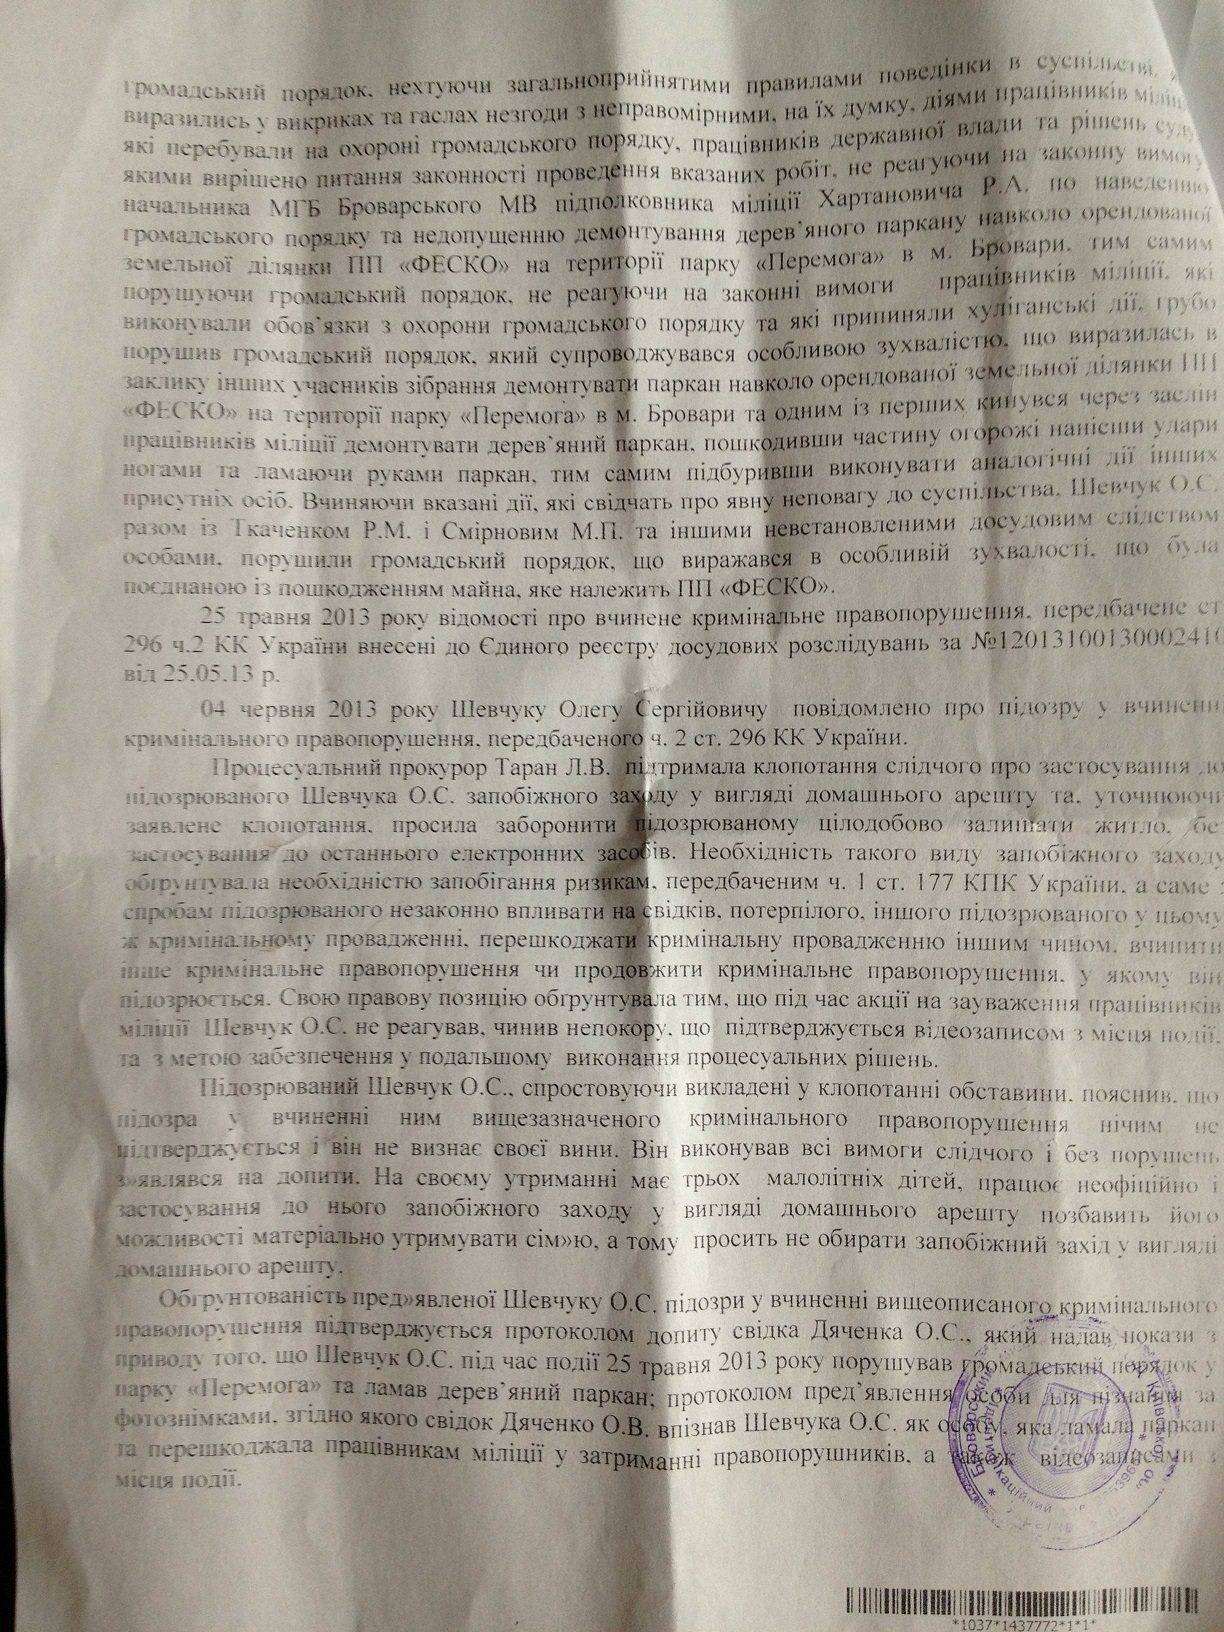 громадський порядок, нехтуючи загальноприйнятими правилами поведінки в суспільстві,
виразились у викриках та гаслах незгоди з неправомірними, на їх думку, діями працівників
які перебували на охороні громадського порядку, працівників державної влади та рішень суду,
якими вирішено питання законності проведення вказаних робіт, не реагуючи на законну вимогу
начальника МГБ Броварського МВ підполковника міліції Хартановича Р.А. по наведенню
громадського порядку та недопущенню демонтування дерев`яного паркану навколо орендованої
земельної ділянки ПП «ФЕСКО» на території парку «Перемога» в м. Бровари, тим самим
порушуючи громадський порядок, не реагуючи на законні вимоги працівників міліції, які
виконували обов`язки з охорони громадського порядку та які припиняли хуліганські дії, грубо
порушив громадський порядок, який супроводжувався особливою зухвалістю, що виразилась в
заклику інших учасників зібрання демонтувати паркан навколо орендованої земельної ділянки ПП
«ФЕСКО» на території парку «Перемога» в м. Бровари та одним із перших кинувся через заслін
працівників міліції демонтувати дерев`яний паркан, пошкодивши частину огорожі нанісши удари
ногами та ламаючи руками паркан, тим самим підбуривши виконувати аналогічні дії інших
присутніх осіб. Вчиняючи вказані дії, які свідчать про явну неповагу до суспільства, Шевчук О.С.
разом із Ткаченком Р.М. і Смірновим М.П. та іншими невстановленими досудовим слідством
особами, порушили громадський порядок, що виражався в особливій зухвалості, що була
поєднаною із пошкодженням майна, яке належить ПП «ФЕСКО».
25 травня 2013 року відомості про вчинене кримінальне правопорушення, передбачене ст
296 ч.2 КК України внесені до Єдиного реєстру досудових розслідувань за №12013100130002410
від 25.05.13 р.
04 червня 2013 року Шевчуку Олегу Сергійовичу повідомлено про підозру у вчинені
кримінального правопорушення, передбаченого ч. 2 ст. 296 КК України.
Процесуальний прокурор Таран Л.В. підтримала клопотання слідчого про застосування до
підозрюваного Шевчука О.С. запобіжного заходу у вигляді домашнього арешту та, уточнюючи
заявлене клопотання, просила заборонити підозрюваному цілодобово залишати житло, бе
застосування до останнього електронних засобів. Необхідність такого виду запобіжного заходу
обґрунтувала необхідністю запобігання ризикам, передбаченим ч. 1 ст. 177 КПК України, а саме :
спробам підозрюваного незаконно впливати на свідків, потерпілого, іншого підозрюваного у цьому
ж кримінальному провадженні, перешкоджати кримінальну провадженню іншим чином, вчинити
інше кримінальне правопорушення чи продовжити кримінальне правопорушення, у якому він
підозрюється. Свою правову позицію обґрунтувала тим, що під час акції на зауваження працівників
міліції Шевчук О.С. не реагував, чинив непокору, що підтверджується відеозаписом з місця події,
та з метою забезпечення у подальшому виконання процесуальних рішень.
Підозрюваний Шевчук О.С., спростовуючи викладені у клопотанні обставини, пояснив, що
підозра у вчиненні ним вищезазначеного кримінального правопорушення нічим не
підтверджується і він не визнає своєї вини. Він виконував всі вимоги слідчого і без порушень
з»являвся на допити. На своєму утриманні має трьох малолітніх дітей, працює неофіційно і
застосування до нього запобіжного заходу у вигляді домашнього арешту позбавить його
можливості матеріально утримувати сім»ю, а тому просить не обирати запобіжний захід у вигляді
домашнього арешту.
Обґрунтованість пред»явленої Шевчуку О.С. підозри у вчиненні вищеописаного кримінального
правопорушення підтверджується протоколом допиту свідка Дяченка О.С., який надав покази з
приводу того, що Шевчук О.С. під час події 25 травня 2013 року порушував громадський порядок у
парку «Перемога» та ламав дерев`яний паркан; протоколом пред`явлення особи для пізнання за
фотознімками, згідно якого свідок Дяченко О.В. впізнав Шевчука О.С. як особу, яка ламала паркан
та перешкоджала працівникам міліції у затриманні правопорушників, а також відеозаписами з
місця події.
*1037*1437772*1*1*